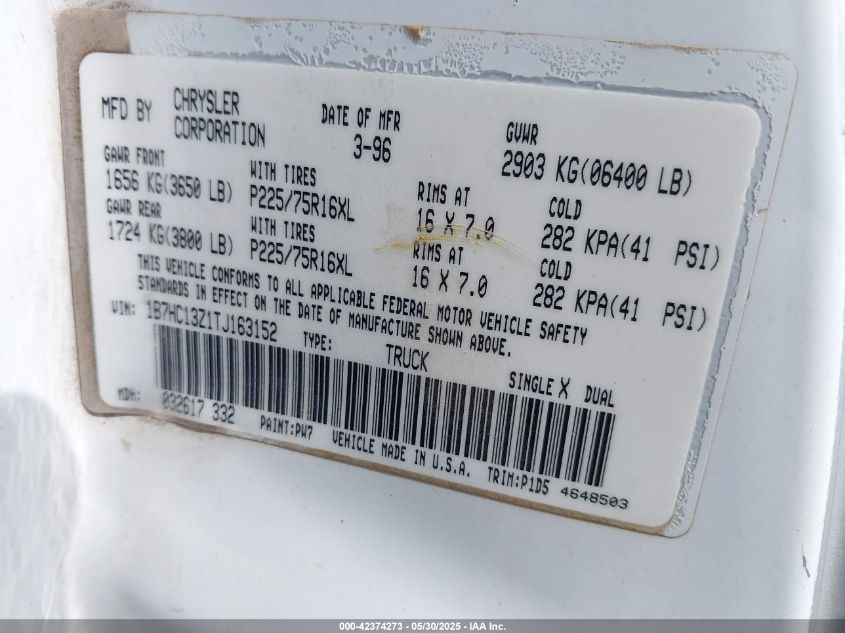 MFD BY CHRYSLER CORPORATION DATE OF MFR 3-96 GVWR 2903 KG(06400 LB)
GAWR FRONT WITH TIRES RIMS AT COLD
1656 KG(3650 LB) P225/75R16XL 16 X 7.0 282 KPA(41 PSI)
GAWR REAR WITH TIRES RIMS AT COLD
1724 KG(3800 LB) P225/75R16XL 16 X 7.0 282 KPA(41 PSI)
THIS VEHICLE CONFORMS TO ALL APPLICABLE FEDERAL MOTOR VEHICLE SAFETY
STANDARDS IN EFFECT ON THE DATE OF MANUFACTURE SHOWN ABOVE.
VIN: 1B7HC13Z1TJ163152 TYPE: TRUCK SINGLE X DUAL
MDH: 032617 332 PAINT:PW7 VEHICLE MADE IN U.S.A. TRIM:P1D5 4648503
000-42374273 - 05/30/2025 - IAA Inc.